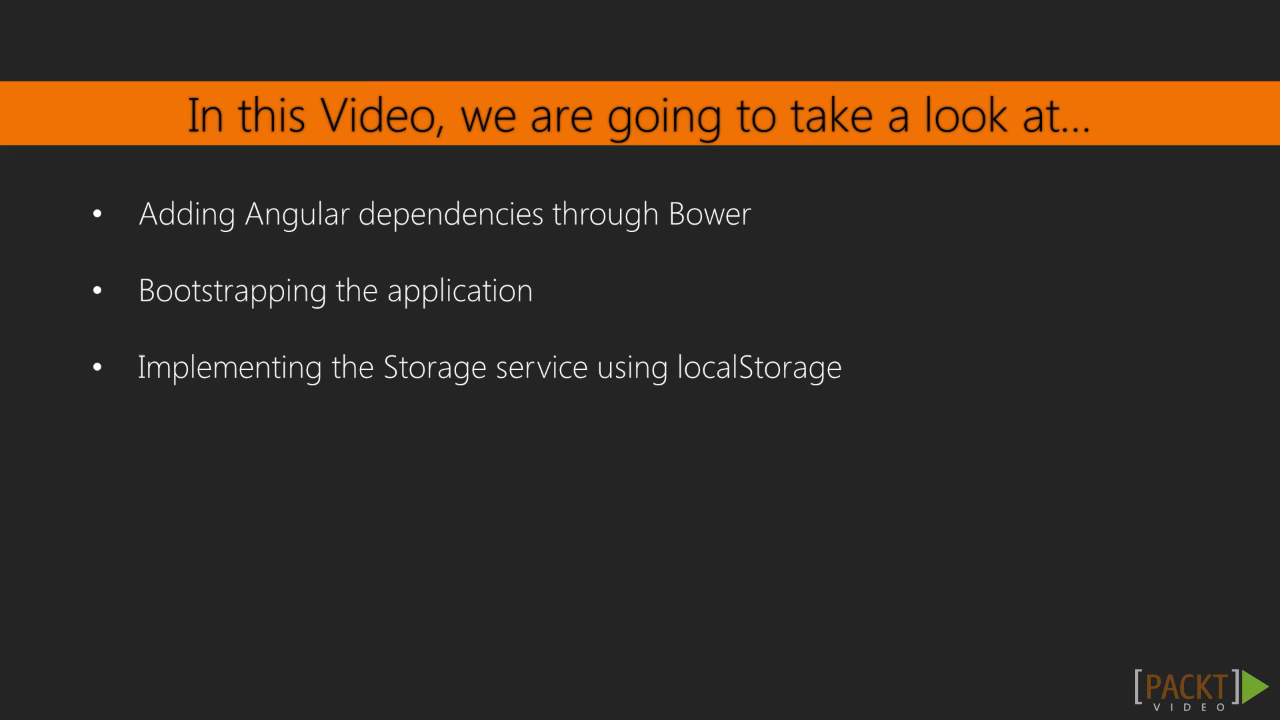 In this Video, we are going to take a look at...
• Adding Angular dependencies through Bower
• Bootstrapping the application
• Implementing the Storage service using localStorage
[PACKT]
VIDEO